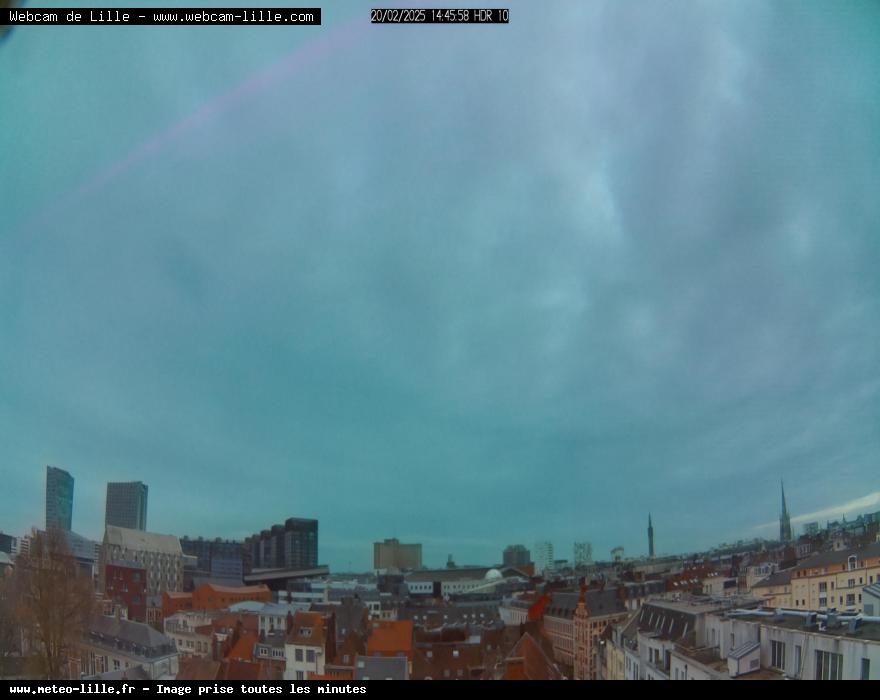 Webcam de Lille - www.webcam-lille.com
20/02/2025 14:45:58 HDR 10
www.meteo-lille.fr - Image prise toutes les minutes